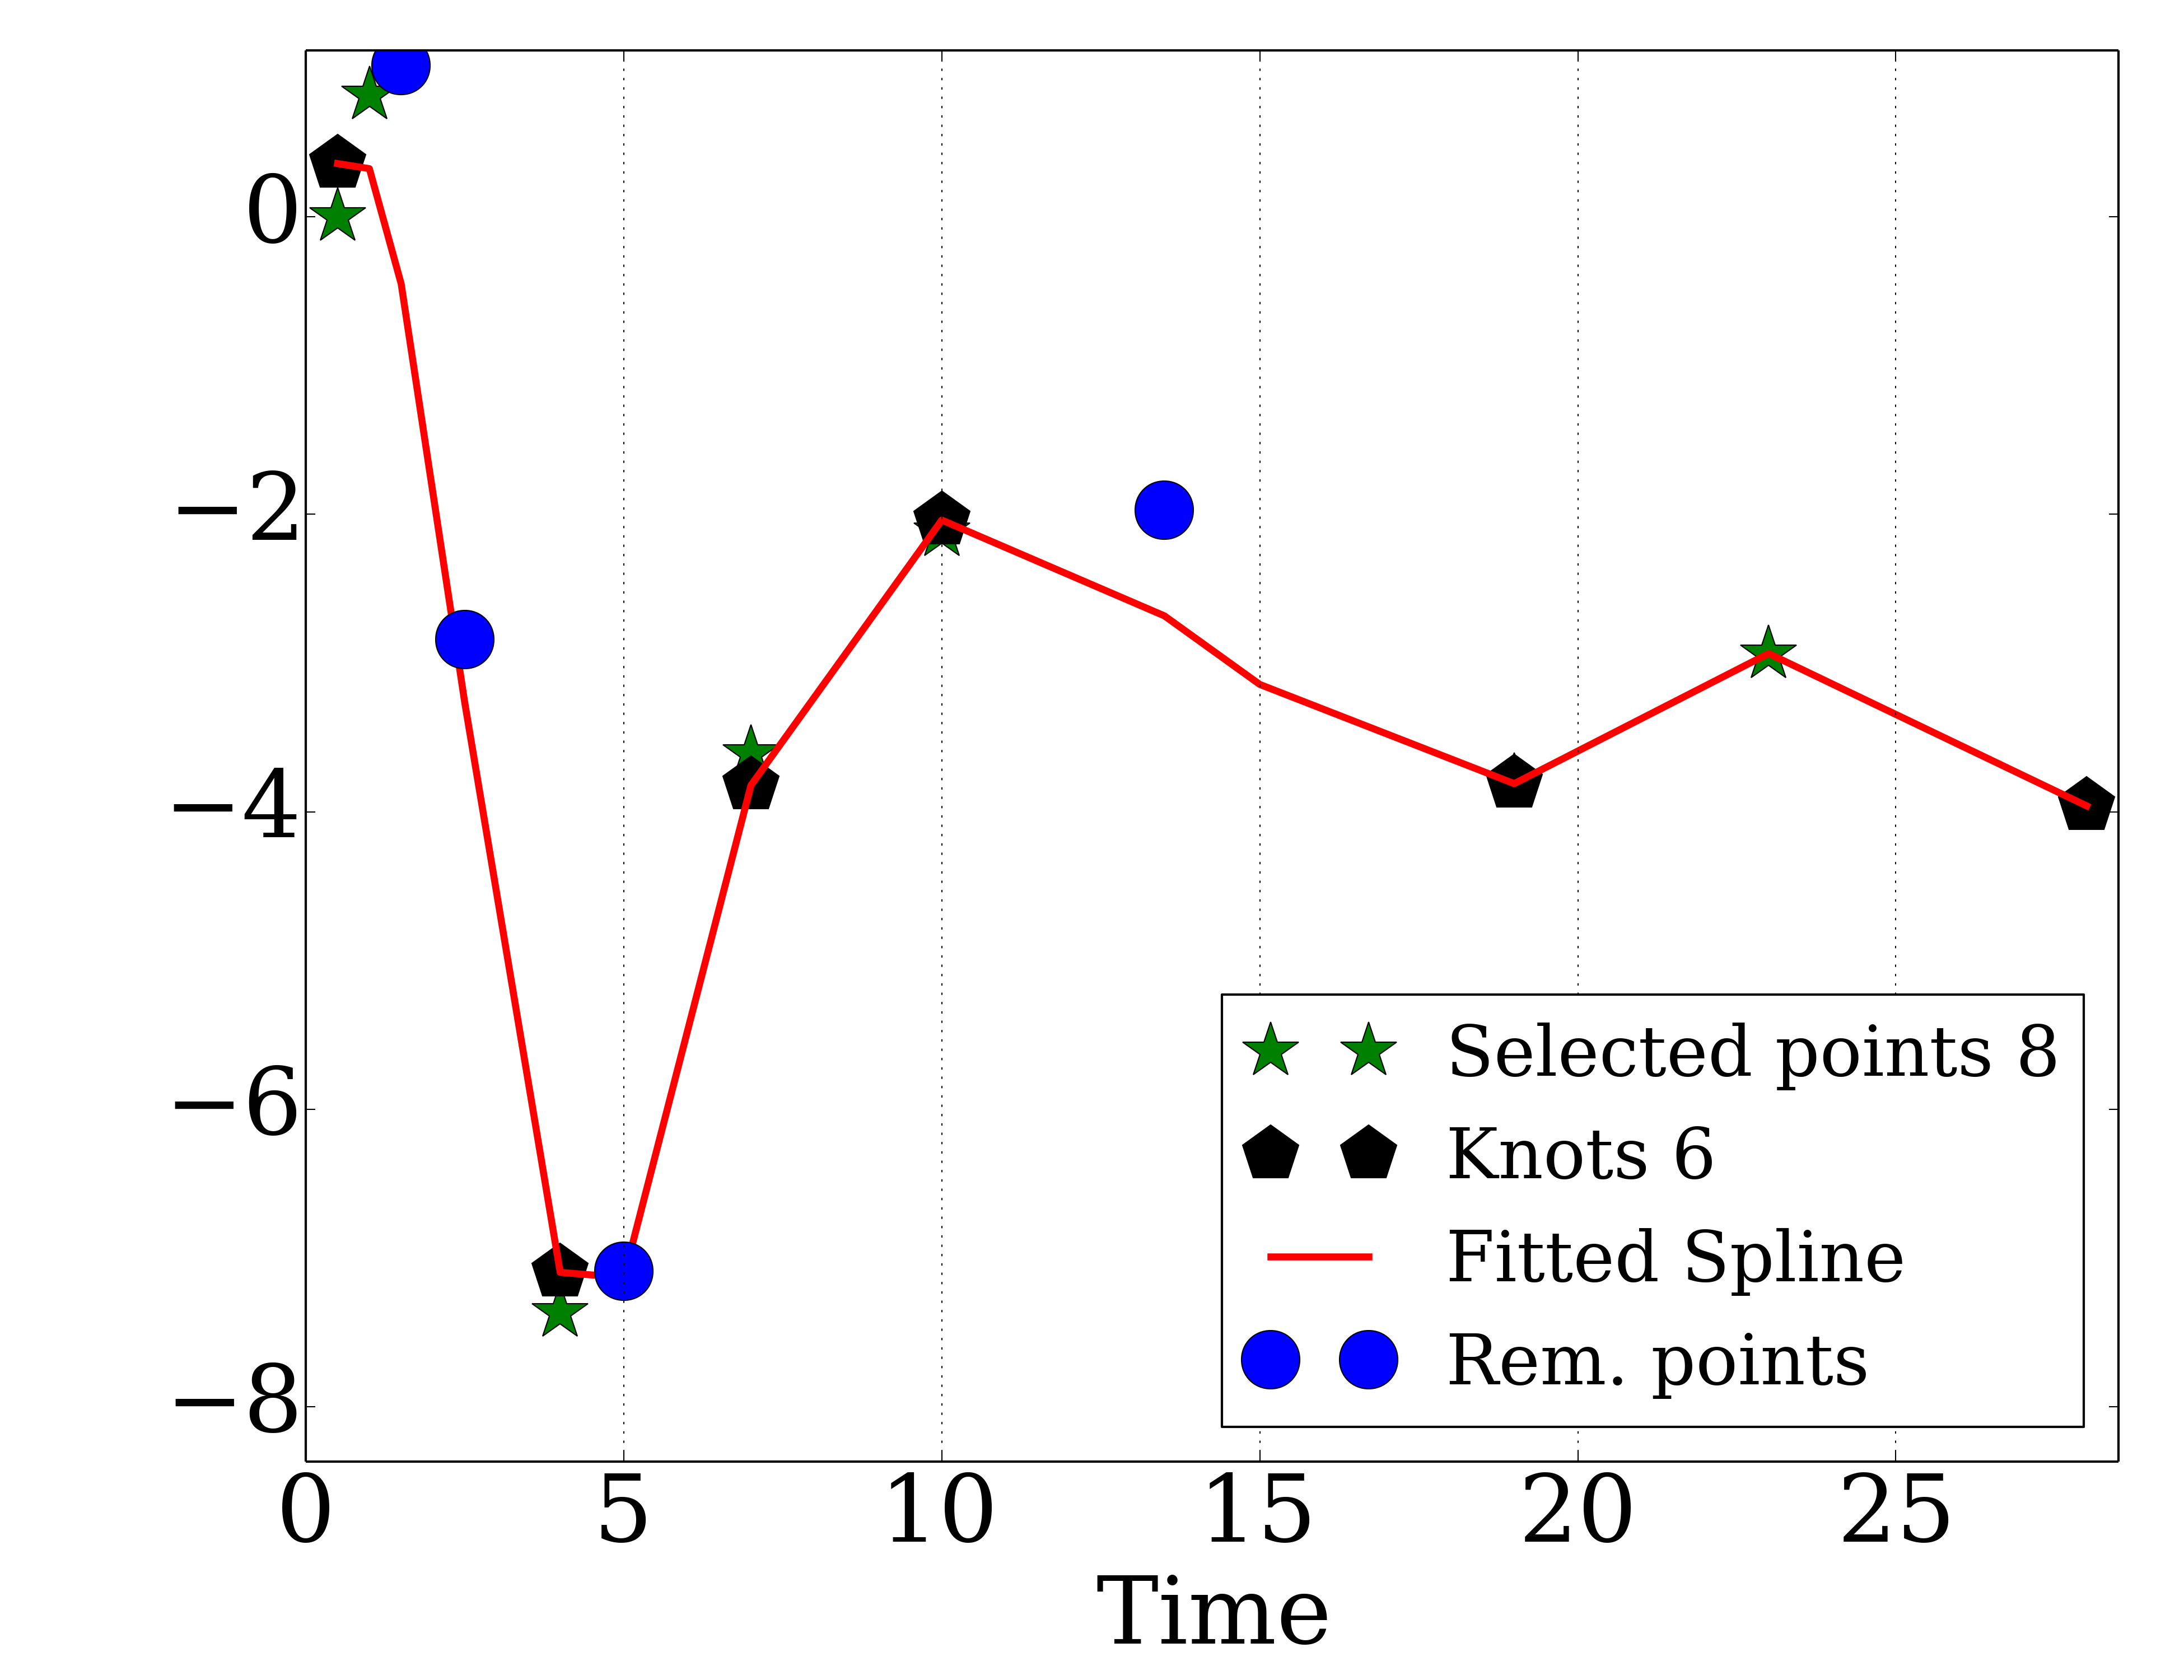 0
−2
−4
−6
−8
Selected points 8
Knots 6
Fitted Spline
Rem. points
0 5 10 15 20 25
Time